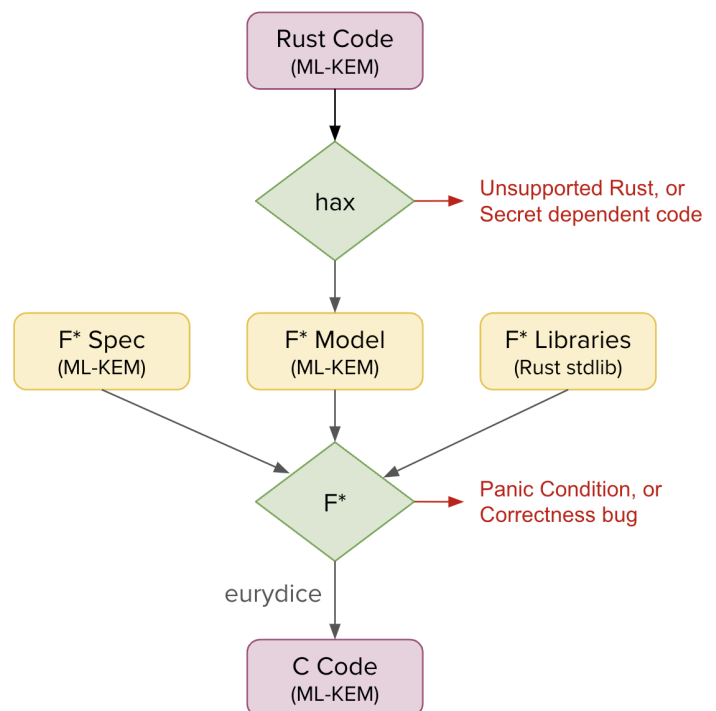 Rust Code
(ML-KEM)
hax
Unsupported Rust, or
Secret dependent code
F* Spec
(ML-KEM)
F* Model
(ML-KEM)
F* Libraries
(Rust stdlib)
F*
Panic Condition, or
Correctness bug
eurydice
C Code
(ML-KEM)